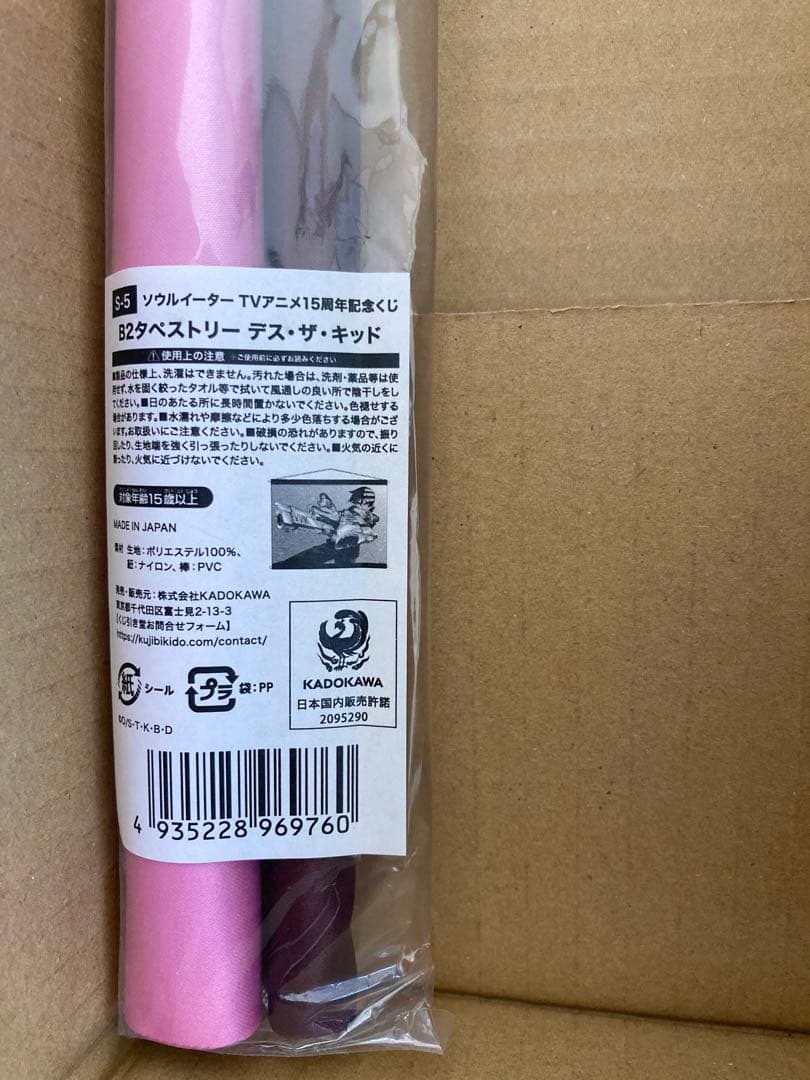 S-5 ソウルイーター TVアニメ15周年記念くじ
B2タペストリー デス・ザ・キッド
使用上の注意 ※ご使用前に必ずお読みください
製品の仕様上、洗濯はできません。汚れた場合は、洗剤・薬品等は使
用せず、水を固く絞ったタオル等で拭いて風通しの良い所で陰干しをし
てください。■日のあたる所に長時間置かないでください。色褪せする
場合があります。■水濡れや摩擦などにより多少色落ちする場合がござ
います。お取扱いにご注意ください。■破損の恐れがありますので、振り
回したり、生地端を強く引っ張ったりしないでください。■火気の近くに
置いたり、火気に近づけないでください。
対象年齢15歳以上
MADE IN JAPAN
素材 生地:ポリエステル100%、
紐:ナイロン、棒:PVC
発売・販売元:株式会社KADOKAWA
東京都千代田区富士見2-13-3
【くじ引き堂お問合せフォーム】
https://kujibikido.com/contact/
紙 シール プラ 袋:PP
©O/S・T・K・B・D
KADOKAWA
日本国内販売許諾
2095290
4 935228 969760